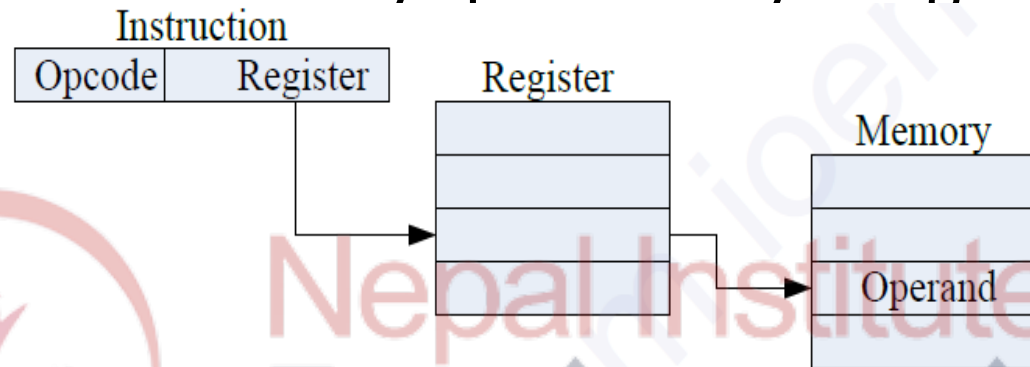 Instruction
Opcode Register
Register
Memory
Operand
Nepal Institute